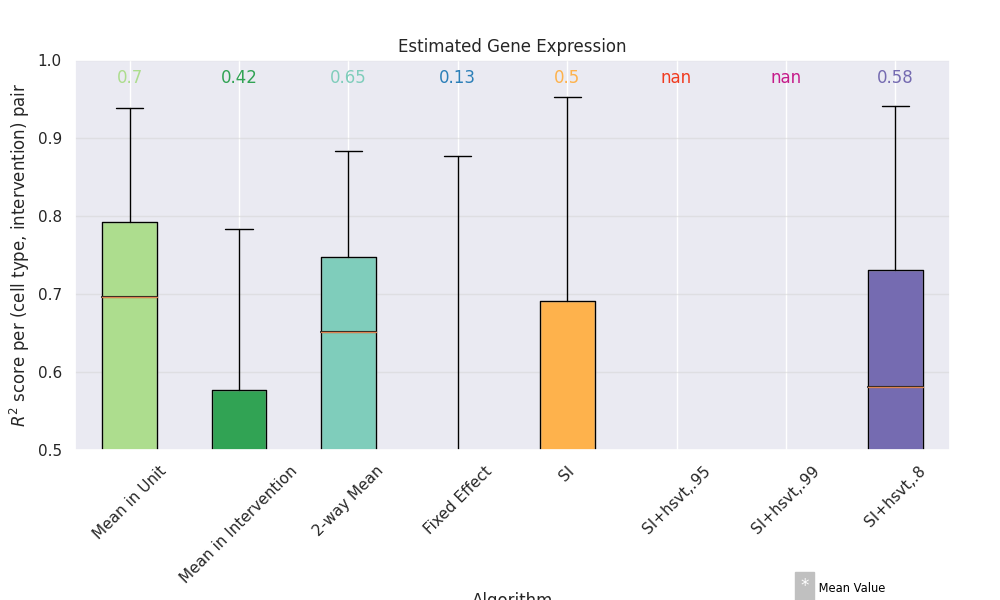 Estimated Gene Expression
0.7 0.42 0.65 0.13 0.5 nan nan 0.58
1.0
0.9
0.8
0.7
0.6
0.5
R² score per (cell type, intervention) pair
Mean in Unit
Mean in Intervention
2-way Mean
Fixed Effect
SI
SI+hsvt,.95
SI+hsvt,.99
SI+hsvt,.8
Algorithm
* Mean Value